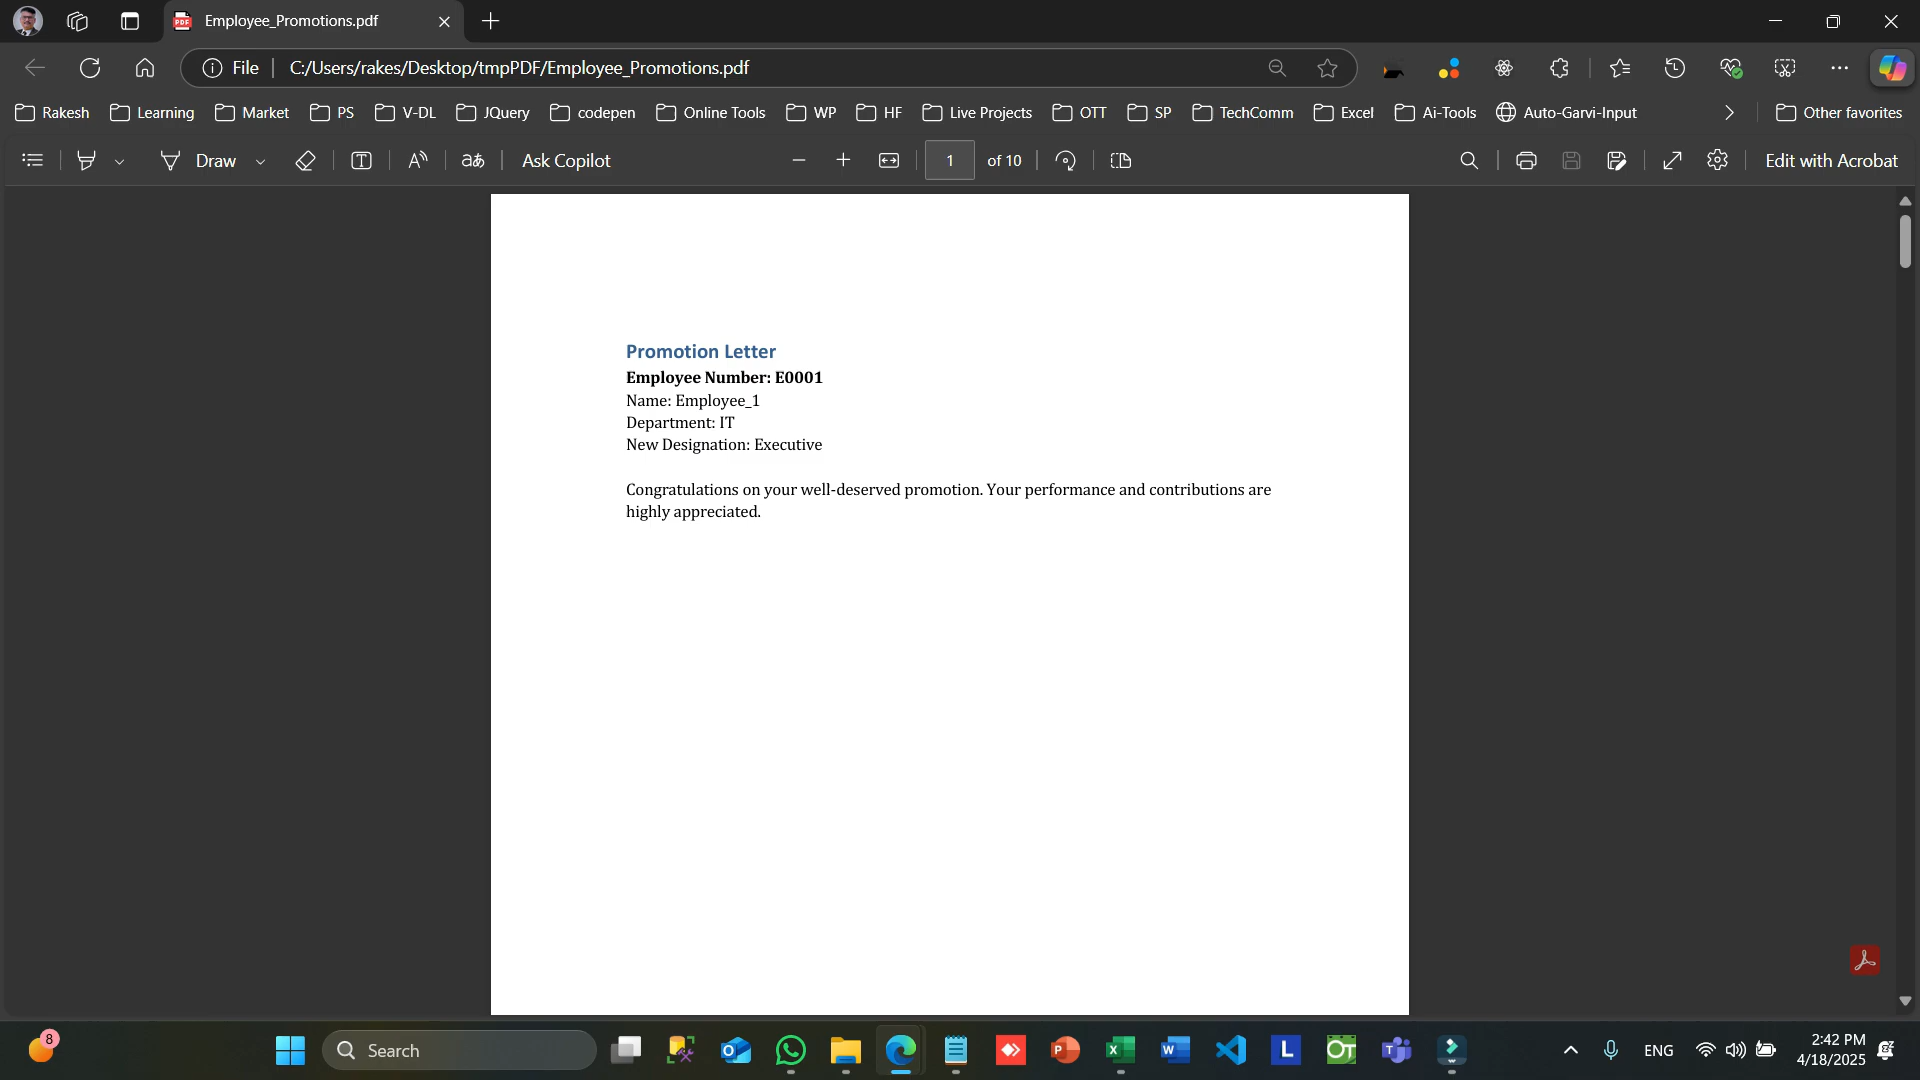 Employee_Promotions.pdf
File
C:/Users/rakes/Desktop/tmpPDF/Employee_Promotions.pdf
Rakesh
Learning
Market
PS
V-DL
JQuery
codepen
Online Tools
WP
HF
Live Projects
OTT
SP
TechComm
Excel
Ai-Tools
Auto-Garvi-Input
Other favorites
Draw
Ask Copilot
1 of 10
Edit with Acrobat
Promotion Letter
Employee Number: E0001
Name: Employee_1
Department: IT
New Designation: Executive
Congratulations on your well-deserved promotion. Your performance and contributions are
highly appreciated.
8
Search
ENG
2:42 PM
4/18/2025